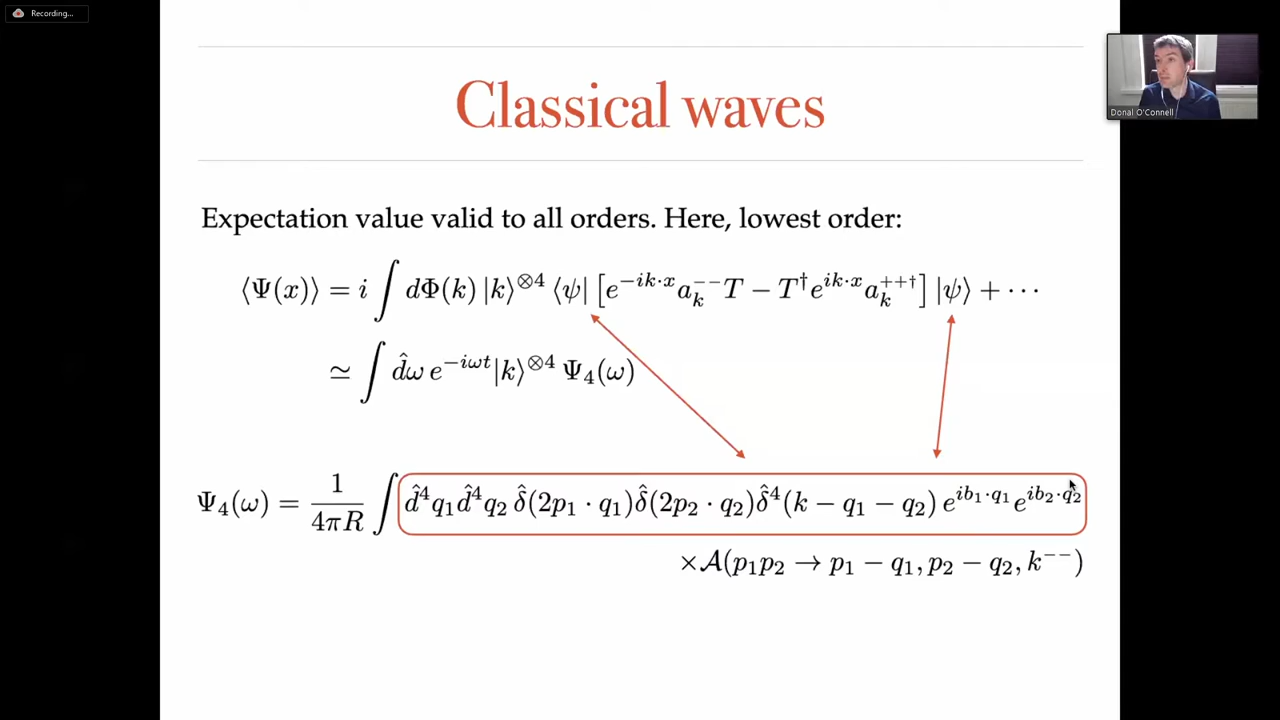 Recording...
Donal O'Connell
Classical waves
Expectation value valid to all orders. Here, lowest order:
⟨Ψ(x)⟩ = i ∫ dΦ(k) |k⟩^{⊗4} ⟨ψ| [e^{−ik·x} a_k^{−−} T − T^† e^{ik·x} a_k^{++†}] |ψ⟩ + ⋯
≃ ∫ d̂ω e^{−iωt} |k⟩^{⊗4} Ψ_4(ω)
Ψ_4(ω) = \frac{1}{4πR} ∫ d̂^4q_1 d̂^4q_2 δ̂(2p_1 · q_1) δ̂(2p_2 · q_2) δ̂^4(k − q_1 − q_2) e^{ib_1·q_1} e^{ib_2·q_2}
×𝒜(p_1p_2 → p_1 − q_1, p_2 − q_2, k^{−−})